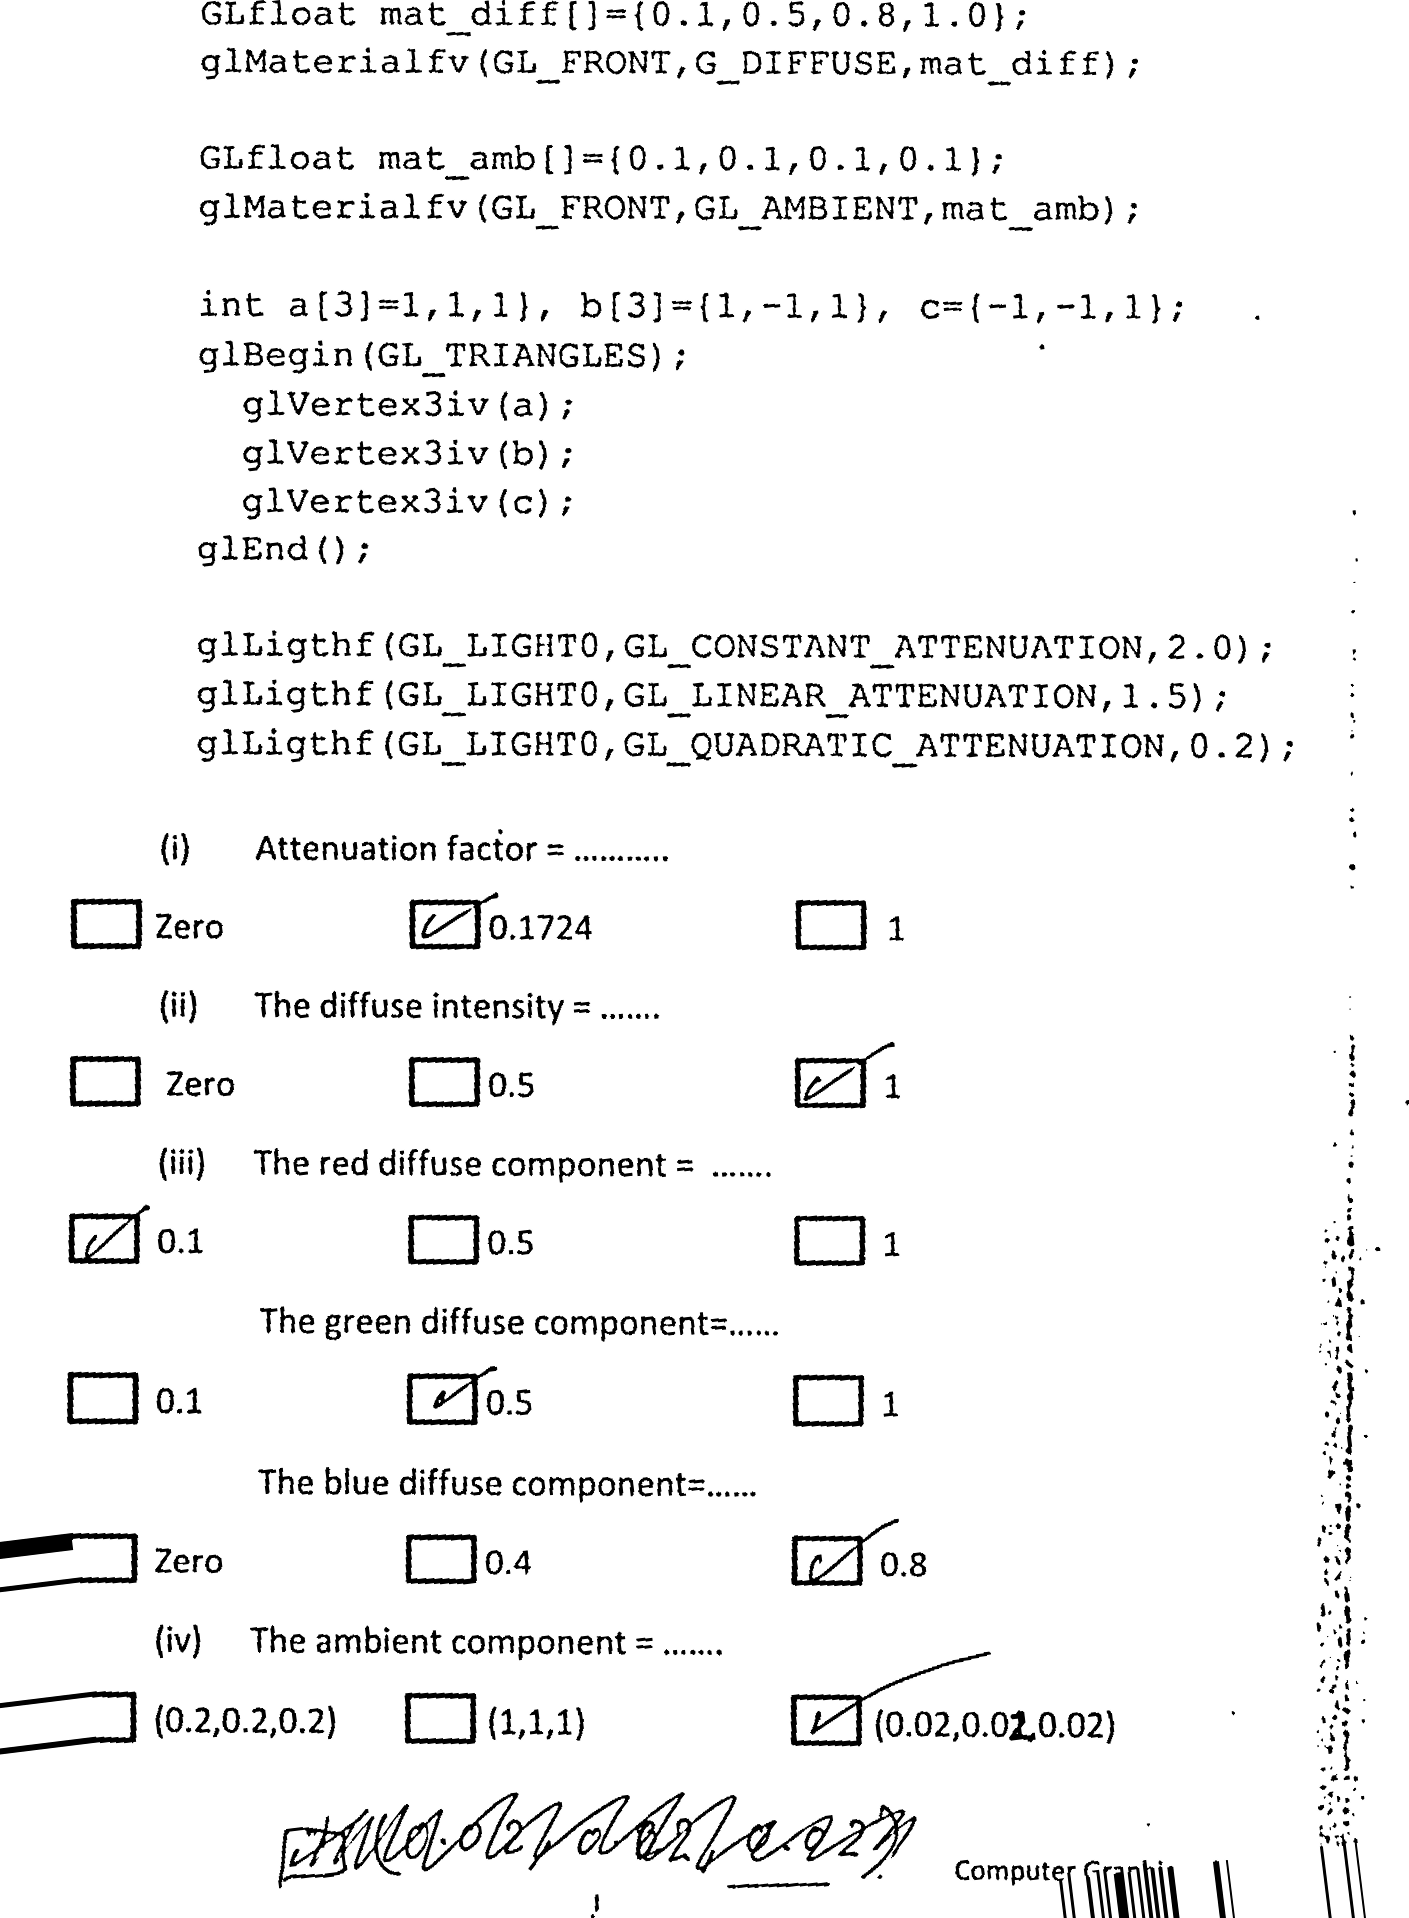 GLfloat mat_diff[]={0.1,0.5,0.8,1.0};
glMaterialfv(GL_FRONT,G_DIFFUSE,mat_diff);
GLfloat mat_amb[]={0.1,0.1,0.1,0.1};
glMaterialfv(GL_FRONT,GL_AMBIENT,mat_amb);
int a[3]=1,1,1}, b[3]={1,-1,1}, c={-1,-1,1};
glBegin(GL_TRIANGLES);
glVertex3iv(a);
glVertex3iv(b);
glVertex3iv(c);
glEnd();
glLigthf(GL_LIGHT0,GL_CONSTANT_ATTENUATION,2.0);
glLigthf(GL_LIGHT0,GL_LINEAR_ATTENUATION,1.5);
glLigthf(GL_LIGHT0,GL_QUADRATIC_ATTENUATION,0.2);
(i) Attenuation factor = ...........
Zero 0.1724 1
(ii) The diffuse intensity = .......
Zero 0.5 1
(iii) The red diffuse component = .......
0.1 0.5 1
The green diffuse component=......
0.1 0.5 1
The blue diffuse component=......
Zero 0.4 0.8
(iv) The ambient component = .......
(0.2,0.2,0.2) (1,1,1) (0.02,0.02,0.02)
Computer Graphi